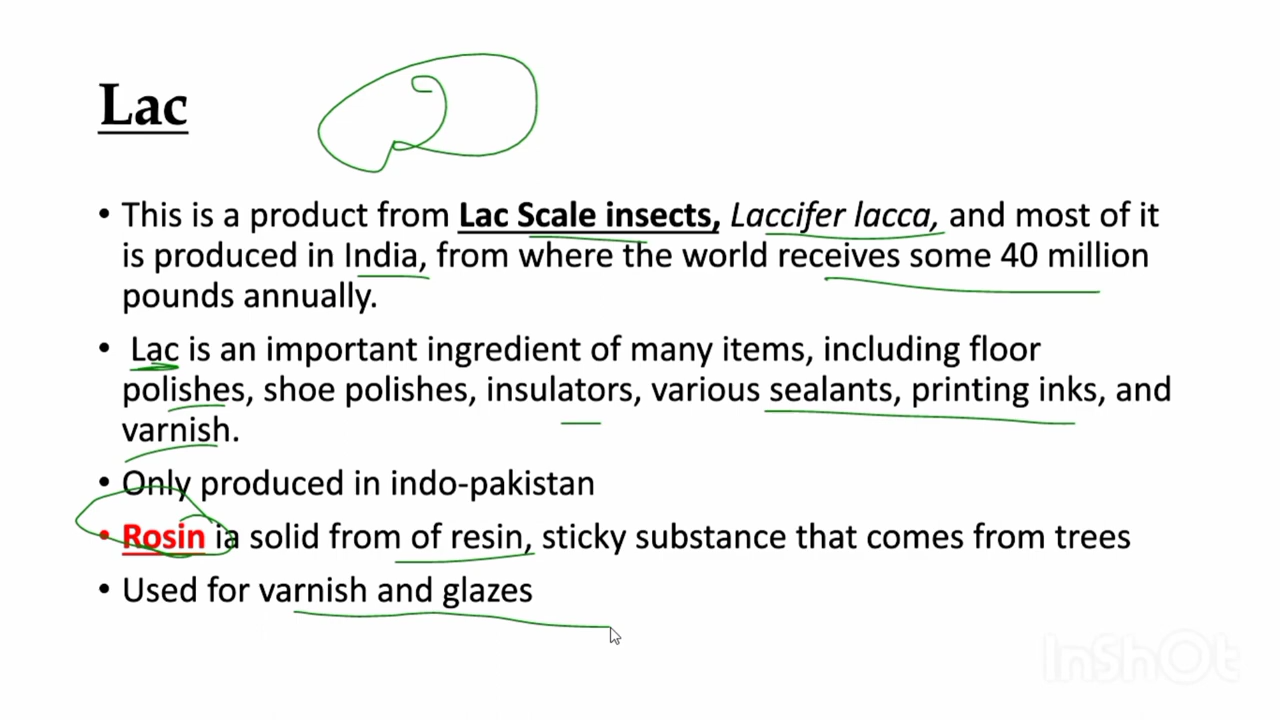 Lac
• This is a product from Lac Scale insects, Laccifer lacca, and most of it
is produced in India, from where the world receives some 40 million
pounds annually.
• Lac is an important ingredient of many items, including floor
polishes, shoe polishes, insulators, various sealants, printing inks, and
varnish.
• Only produced in indo-pakistan
• Rosin ia solid from of resin, sticky substance that comes from trees
• Used for varnish and glazes
InShOt